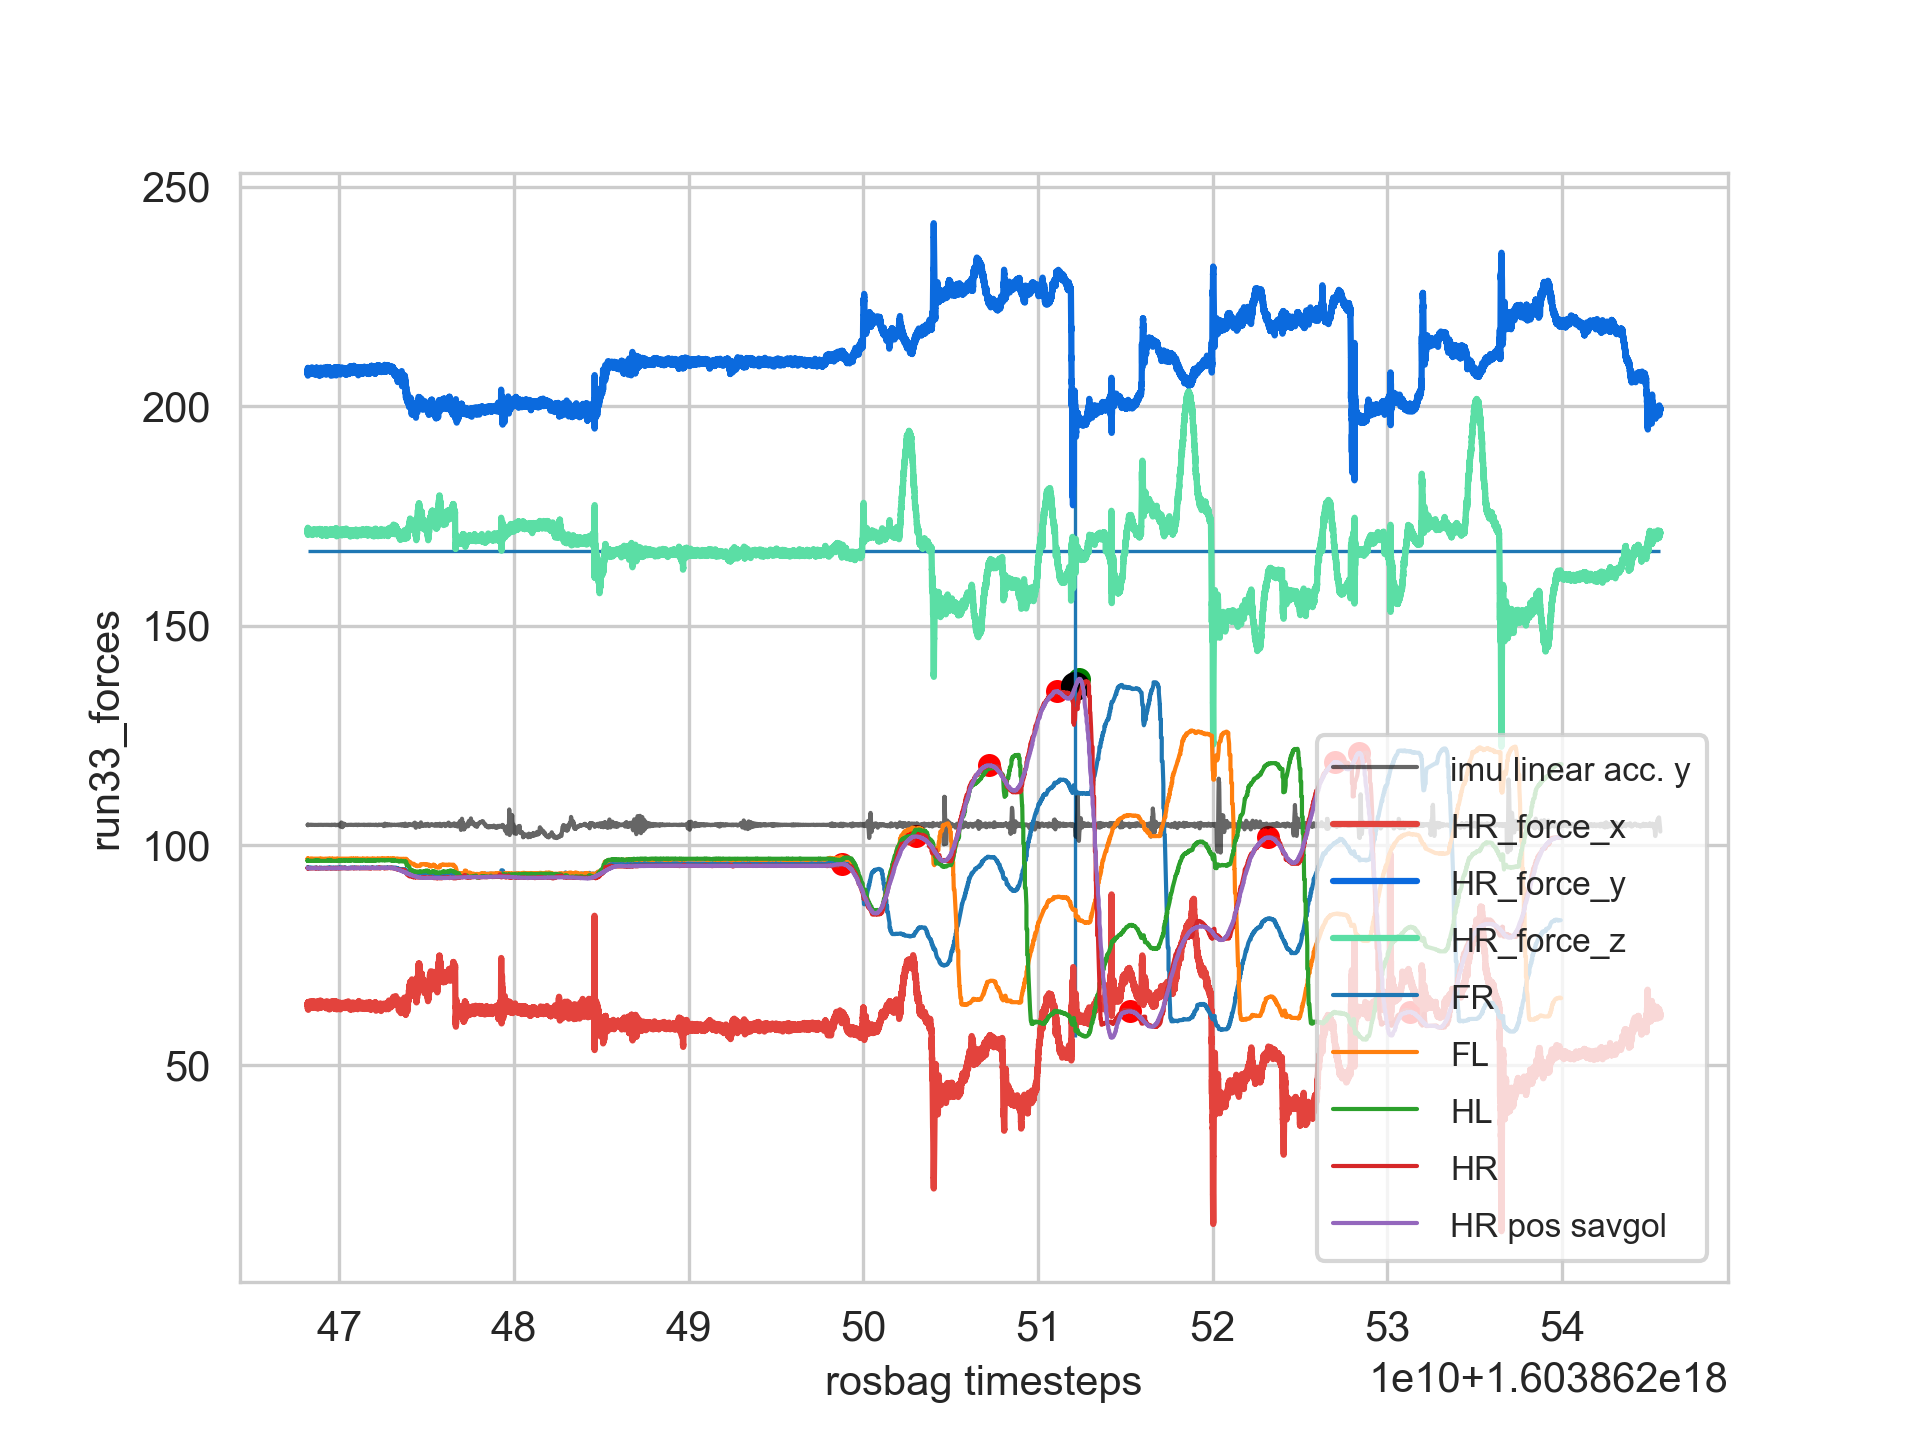 250
200
150
100
50
run33_forces
imu linear acc. y
HR_force_x
HR_force_y
HR_force_z
FR
FL
HL
HR
HR pos savgol
47 48 49 50 51 52 53 54
rosbag timesteps
1e10+1.603862e18